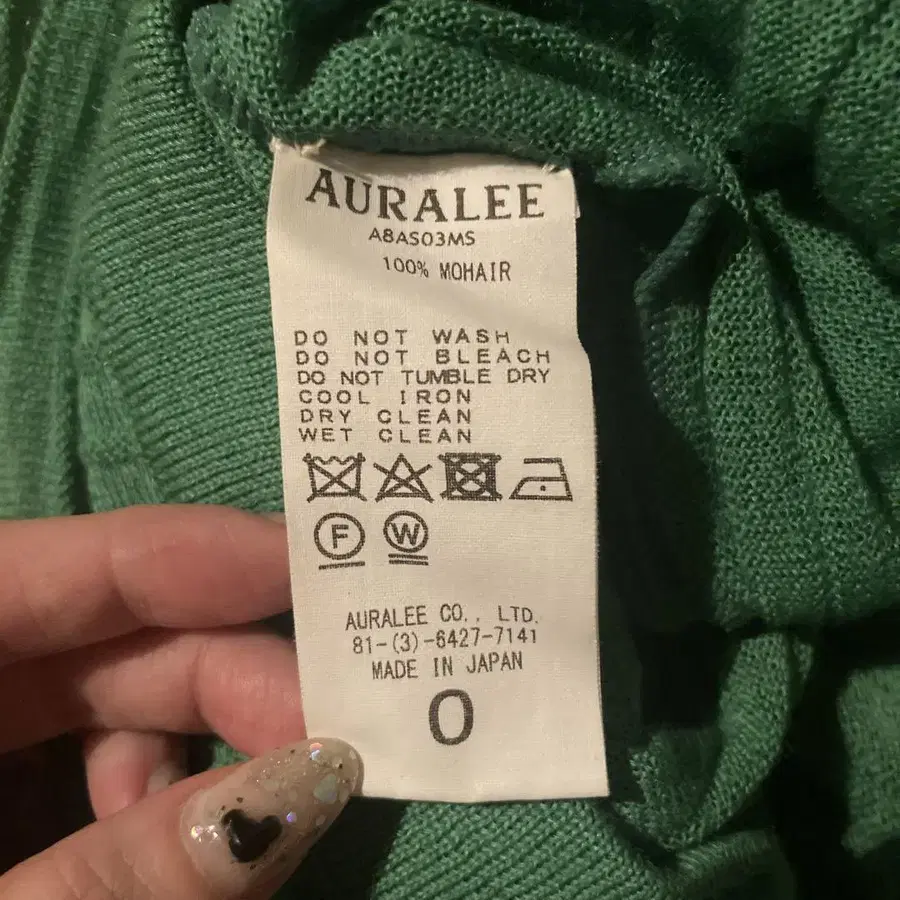 AURALEE
A8AS03MS
100% MOHAIR
DO NOT WASH
DO NOT BLEACH
DO NOT TUMBLE DRY
COOL IRON
DRY CLEAN
WET CLEAN
F W
AURALEE CO., LTD.
81-(3)-6427-7141
MADE IN JAPAN
0